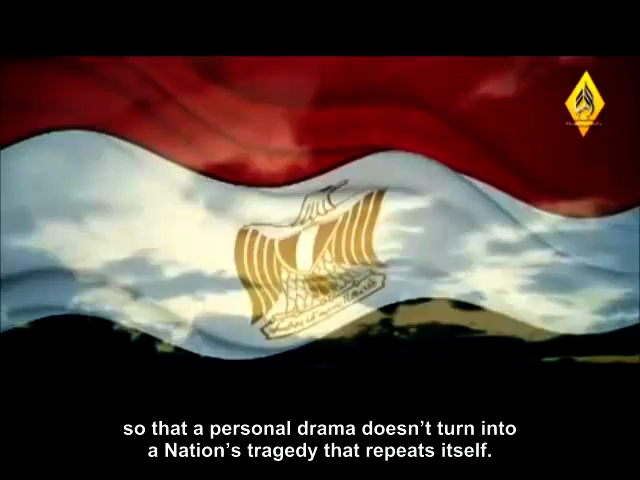 so that a personal drama doesn't turn into
a Nation's tragedy that repeats itself.